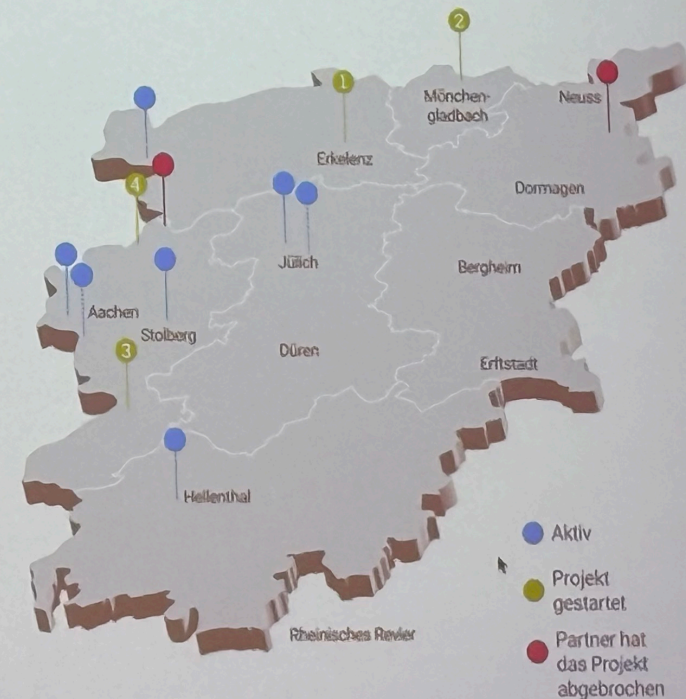 2
1
Mönchen-
gladbach
Neuss
Erkelenz
4
Dormagen
Jülich
Bergheim
Aachen
Stolberg
3
Düren
Erftstadt
Hellenthal
Aktiv
Projekt
gestartet
Rheinisches Revier
Partner hat
das Projekt
abgebrochen